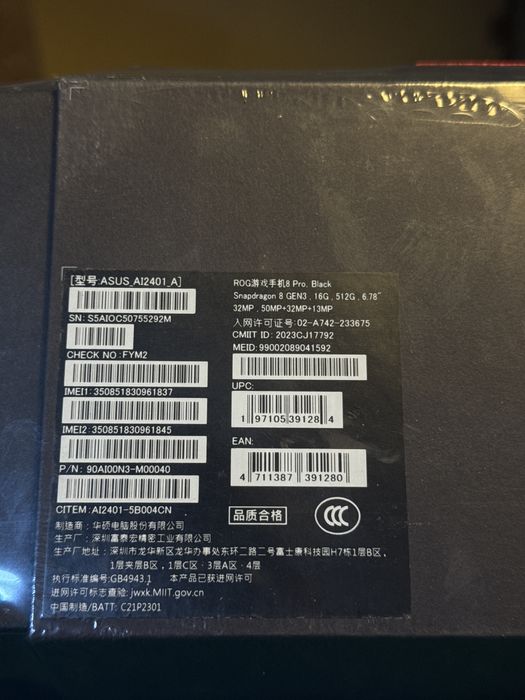 [型号:ASUS_AI2401_A]
SN: S5AIOC50755292M
CHECK NO:FYM2
IMEI1:350851830961837
IMEI2:350851830961845
P/N: 90AI00N3-M00040
CITEM:AI2401-5B004CN
ROG游戏手机8 Pro, Black
Snapdragon 8 GEN3 , 16G , 512G , 6.78"
32MP , 50MP+32MP+13MP
入网许可证号: 02-A742-233675
CMIIT ID: 2023CJ17792
MEID:99002089041592
UPC:
1 97105 39128 4
EAN:
4 711387 391280
品质合格
CCC
制造商：华硕电脑股份有限公司
生产厂：深圳富泰宏精密工业有限公司
生产厂地址：深圳市龙华新区龙华办事处东环二路二号富士康科技园H7栋1层B区，
1层夹层B区，1层C区，3层A区，4层
执行标准编号:GB4943.1 本产品已获进网许可
进网许可标志查验: jwxk.MIIT.gov.cn
中国制造/BATT: C21P2301